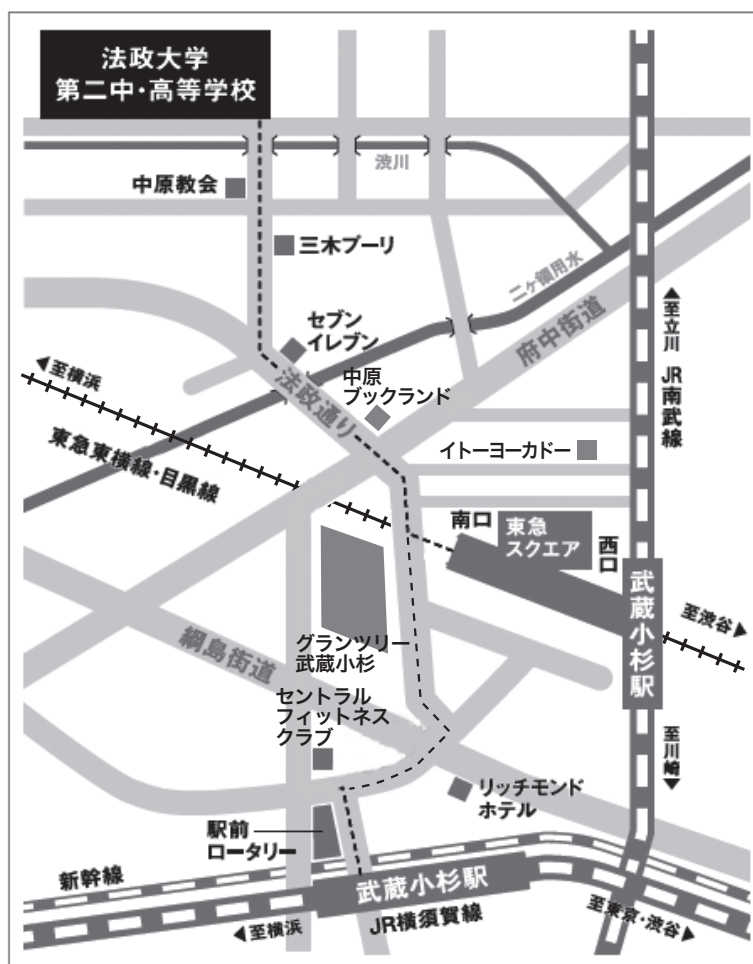 法政大学
第二中・高等学校
渋川
中原教会
三木プーリ
二ヶ領用水
セブン
イレブン
府中街道
▲至立川
JR南武線
◀至横浜
法政通り
中原
ブックランド
東急東横線・目黒線
イトーヨーカドー
南口
東急
スクエア
西口
武蔵小杉駅
至渋谷▶
グランツリー
武蔵小杉
綱島街道
セントラル
フィットネス
クラブ
至川崎▼
リッチモンド
ホテル
駅前
ロータリー
新幹線
武蔵小杉駅
JR横須賀線
◀至横浜
至東京・渋谷▶